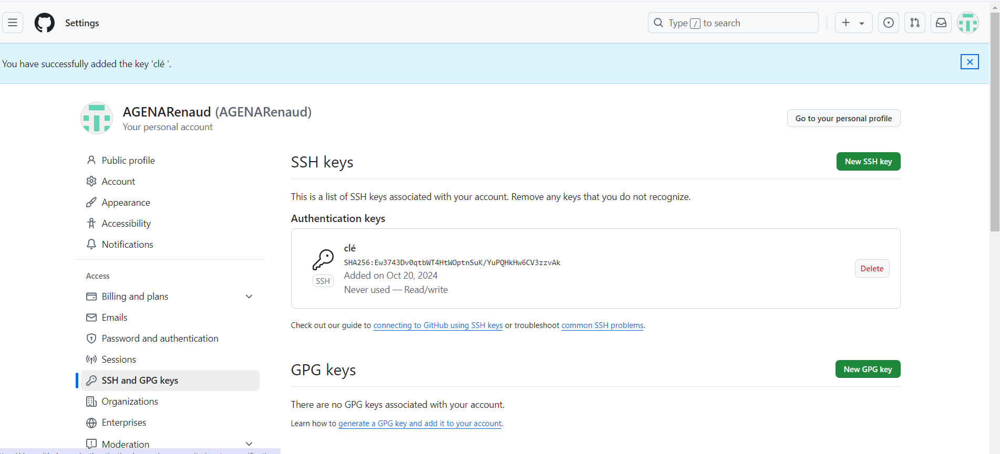 Settings
Type / to search
You have successfully added the key 'clé '.
AGENARenaud (AGENARenaud)
Your personal account
Go to your personal profile
Public profile
Account
Appearance
Accessibility
Notifications
Access
Billing and plans
Emails
Password and authentication
Sessions
SSH and GPG keys
Organizations
Enterprises
Moderation
SSH keys
New SSH key
This is a list of SSH keys associated with your account. Remove any keys that you do not recognize.
Authentication keys
clé
SHA256:Ew3743Dv0qtbWT4HtWOptnSuK/YuPQHkHw6CV3zzvAk
SSH
Added on Oct 20, 2024
Never used — Read/write
Delete
Check out our guide to connecting to GitHub using SSH keys or troubleshoot common SSH problems.
GPG keys
New GPG key
There are no GPG keys associated with your account.
Learn how to generate a GPG key and add it to your account.